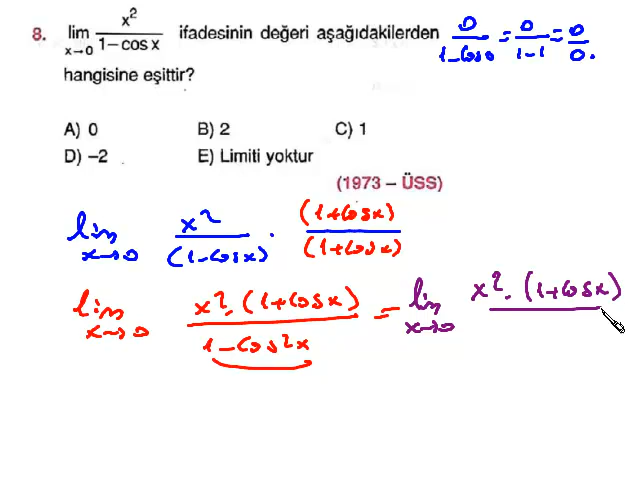 8. lim x→0 x²/(1−cosx) ifadesinin değeri aşağıdakilerden 0/(1−cos0) = 0/(1−1) = 0/0.
hangisine eşittir?
A) 0 B) 2 C) 1
D) −2 E) Limiti yoktur
(1973 − ÜSS)
lim x→0 x²/(1−cosx) · (1+cosx)/(1+cosx)
lim x→0 x².(1+cosx)/(1−cos²x) = lim x→0 x².(1+cosx)